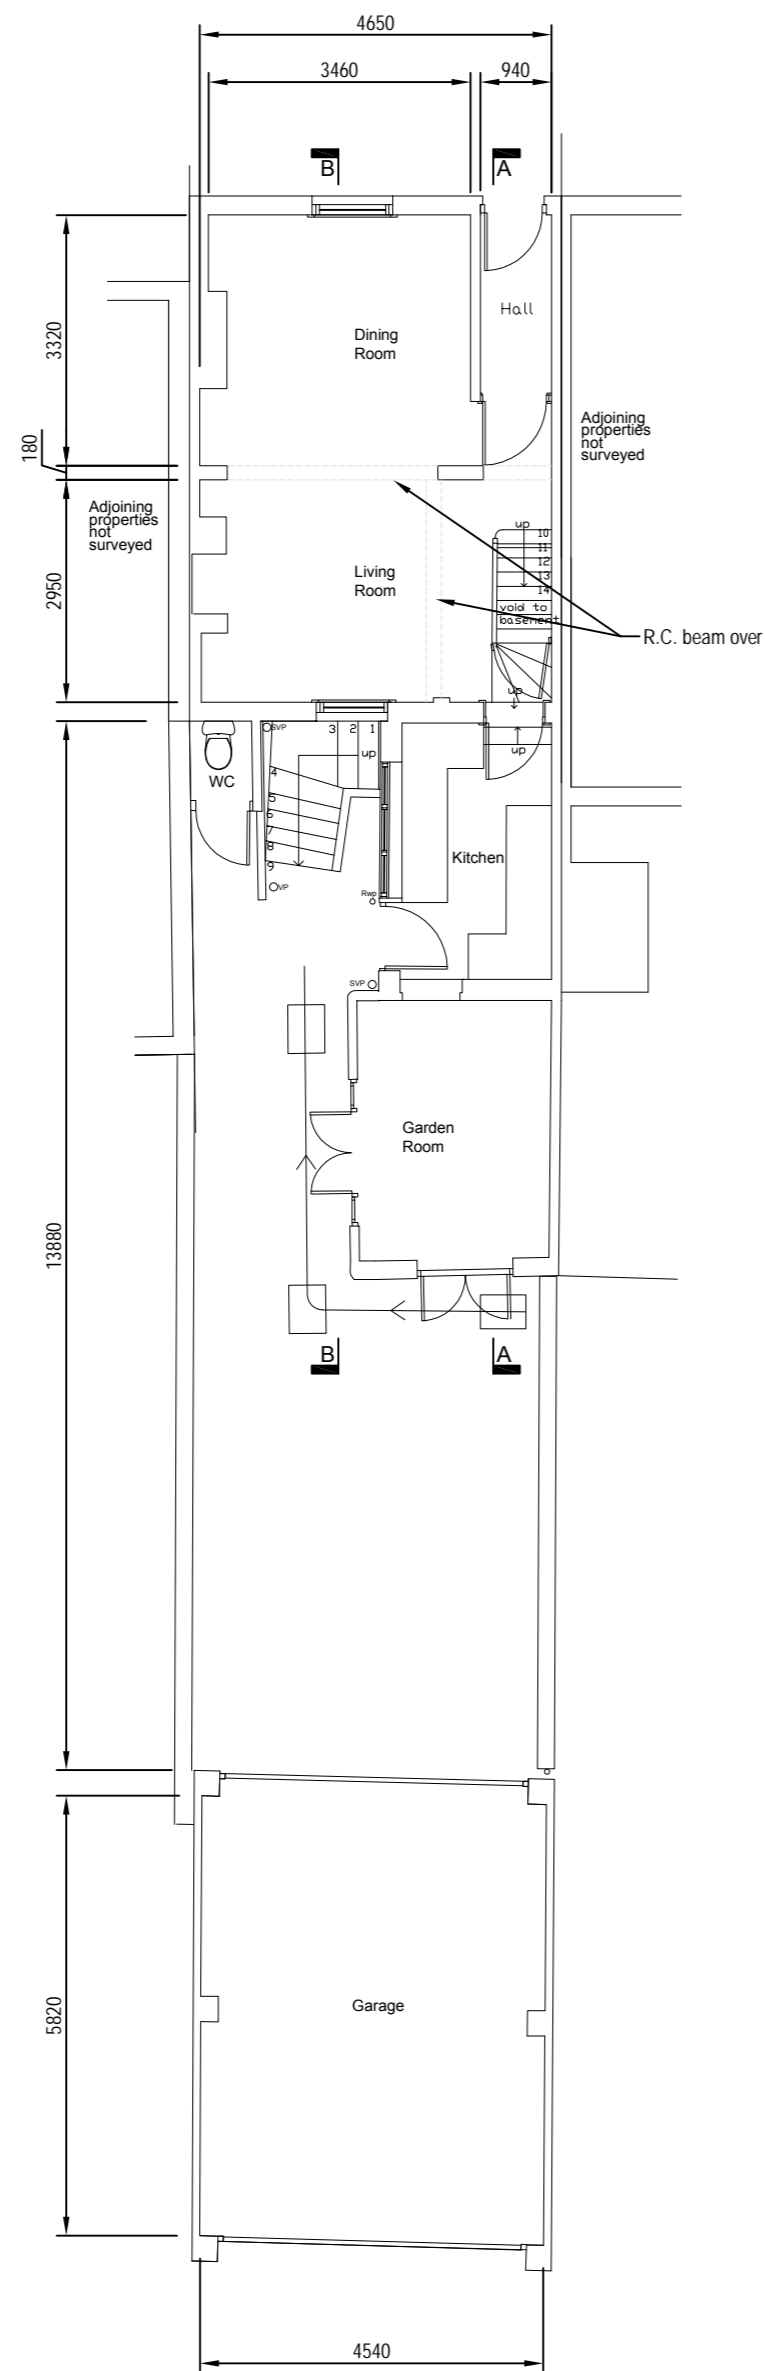 4650
3460
940
B
A
Hall
Dining
Room
3320
Adjoining
properties
not
surveyed
180
Adjoining
properties
not
surveyed
up
10
11
12
13
14
2950
Living
Room
void to
basement
R.C. beam over
up
SVP
3
2
1
up
up
WC
4
5
6
7
8
9
Kitchen
VP
Rwp
SVP
Garden
Room
13880
B
A
Garage
5820
4540